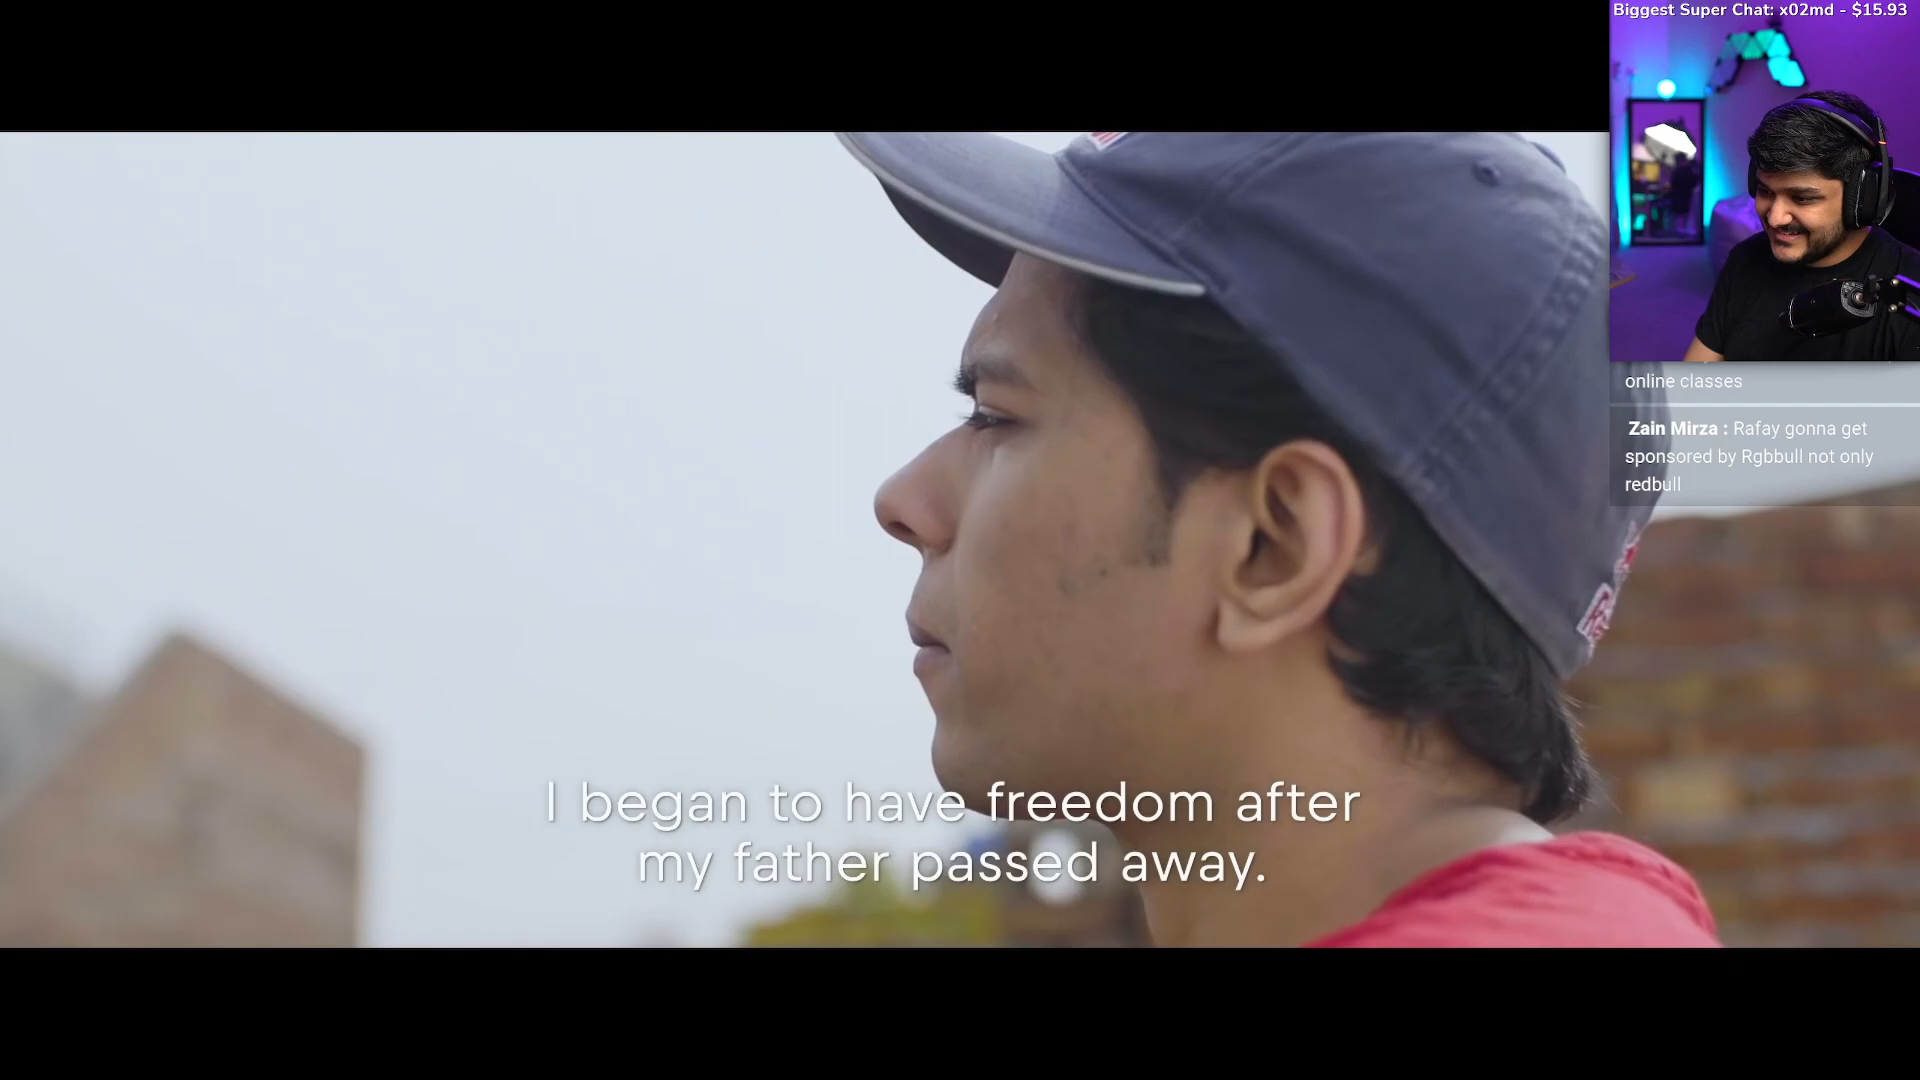 Biggest Super Chat: x02md - $15.93
online classes
Zain Mirza : Rafay gonna get
sponsored by Rgbbull not only
redbull
I began to have freedom after
my father passed away.